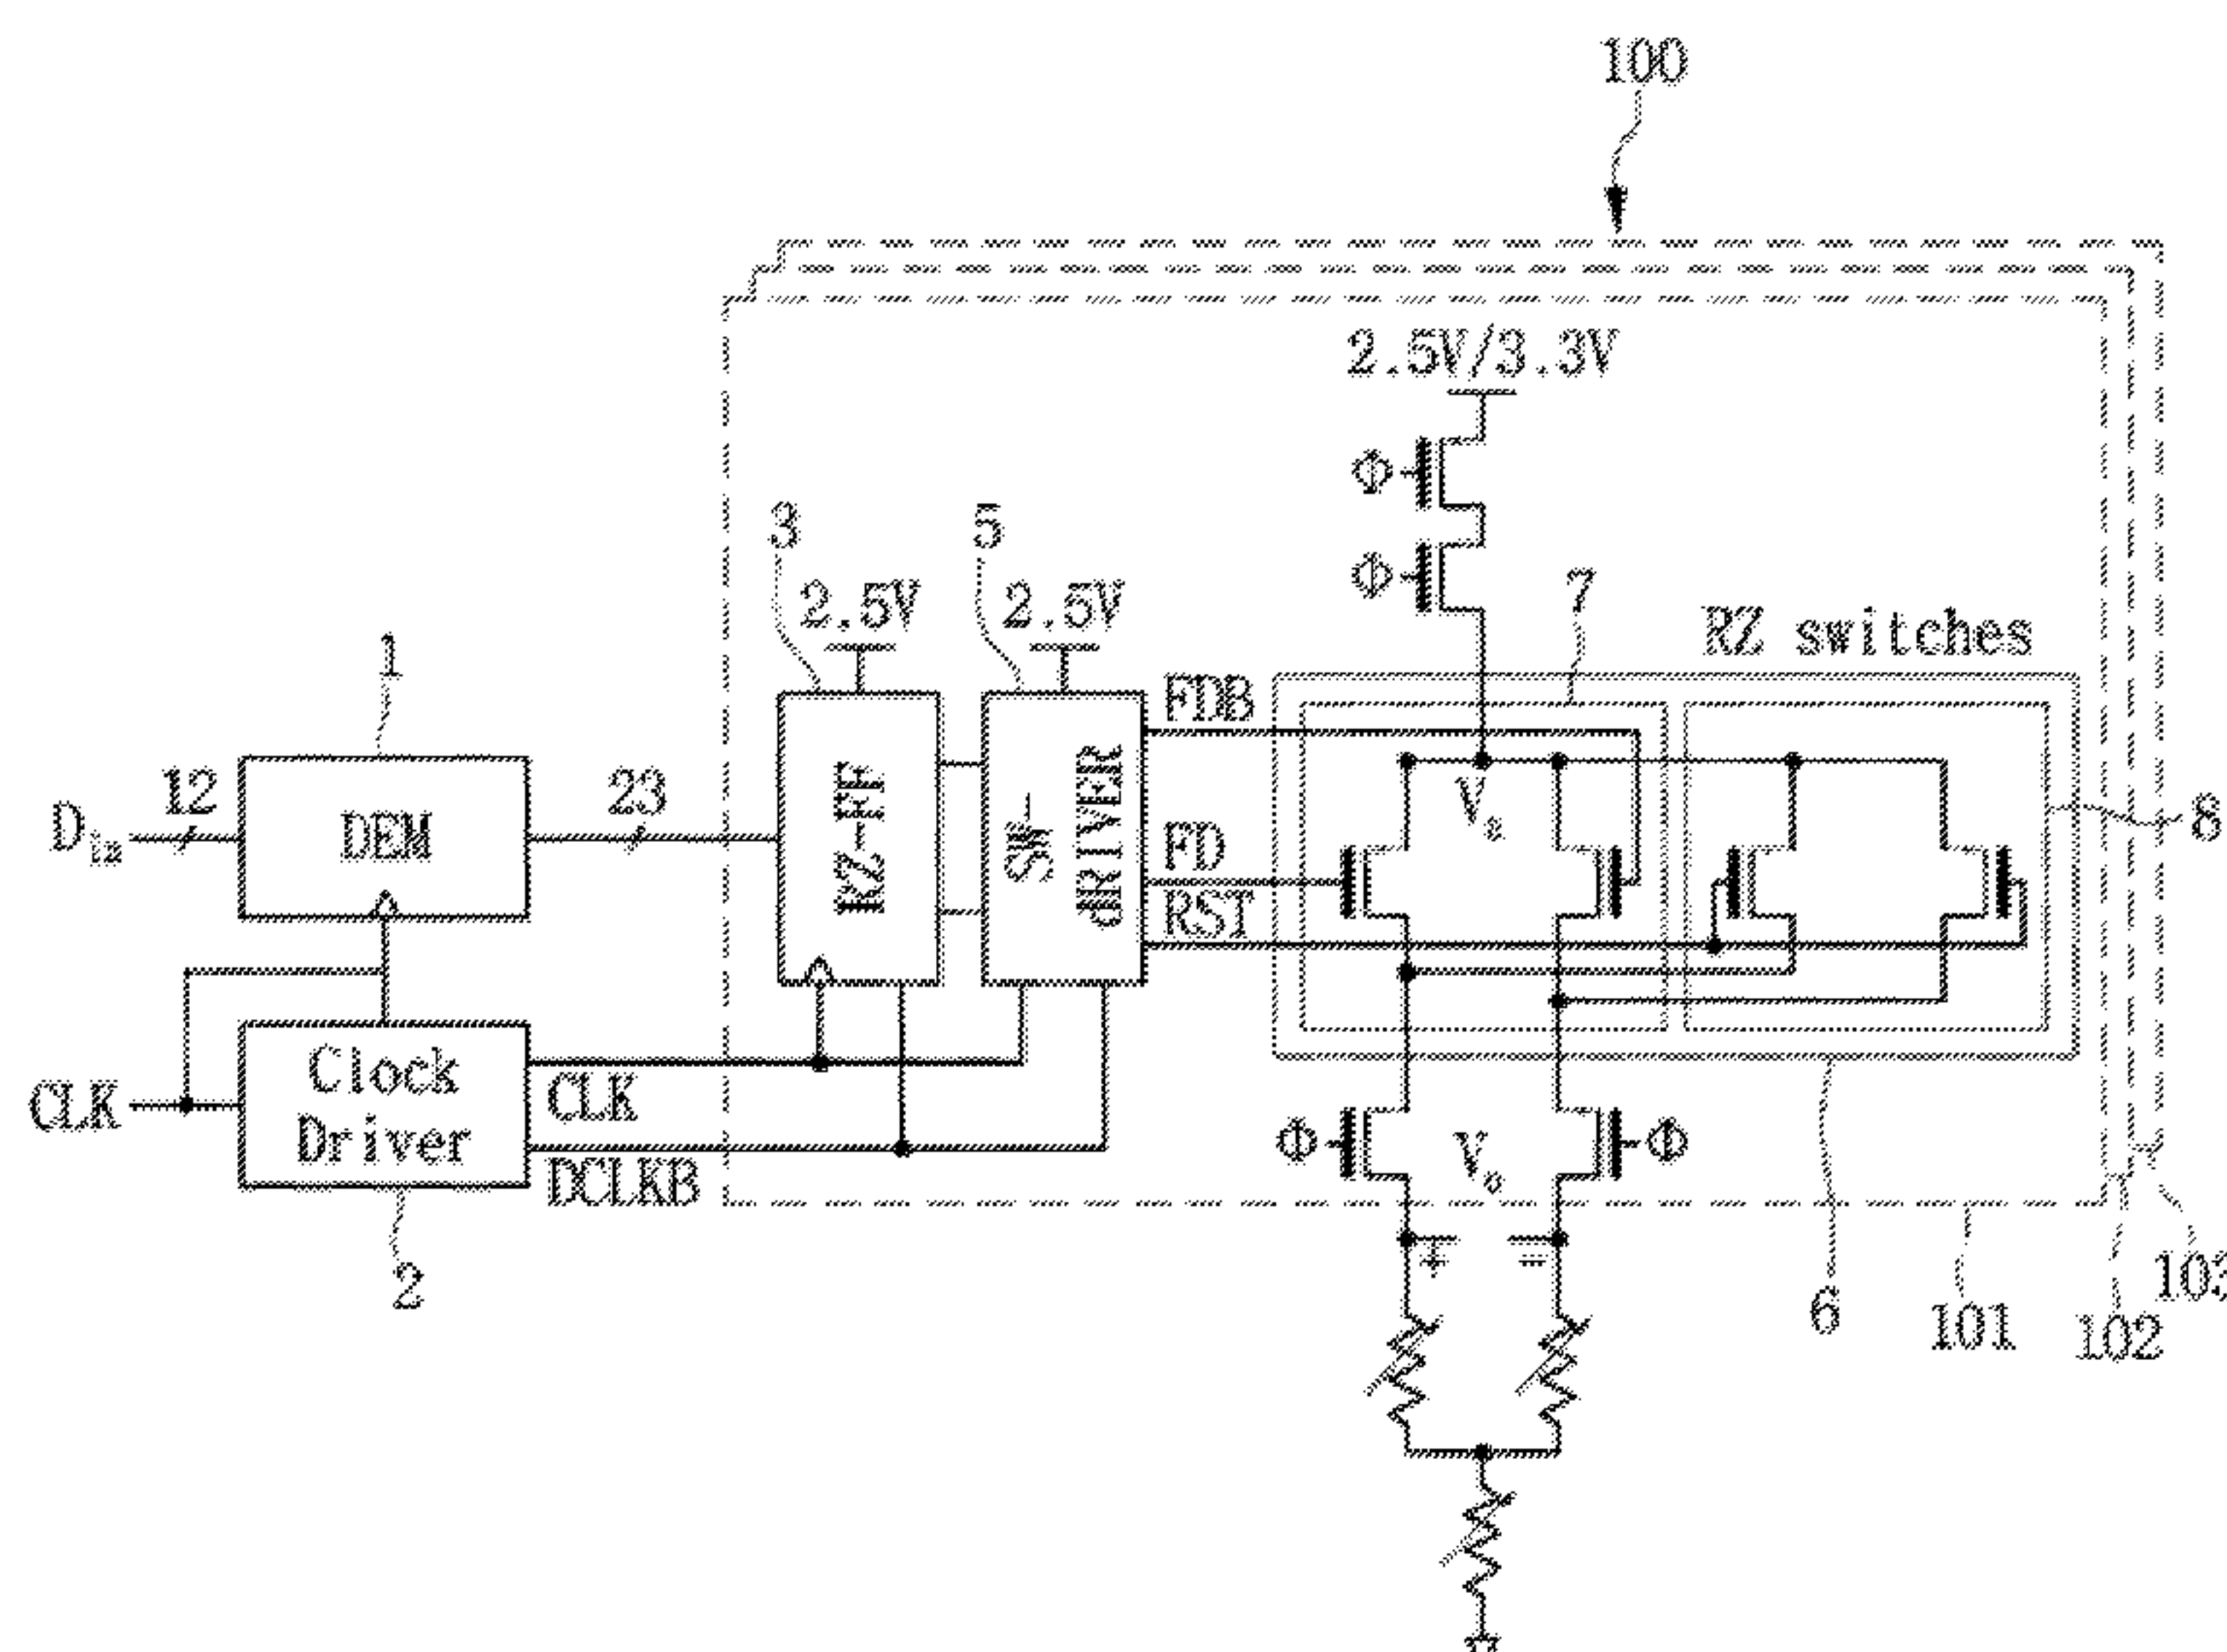 100
2.5V/3.3V
Φ
Φ
3
5
7
2.5V
2.5V
RZ switches
1
FDB
D
12
DEM
23
RZ-FF
SW-
dRIVER
V
8
FD
RST
CLK
Clock
Driver
CLK
DCLKB
Φ
V
Φ
+
-
2
6
101
102
103